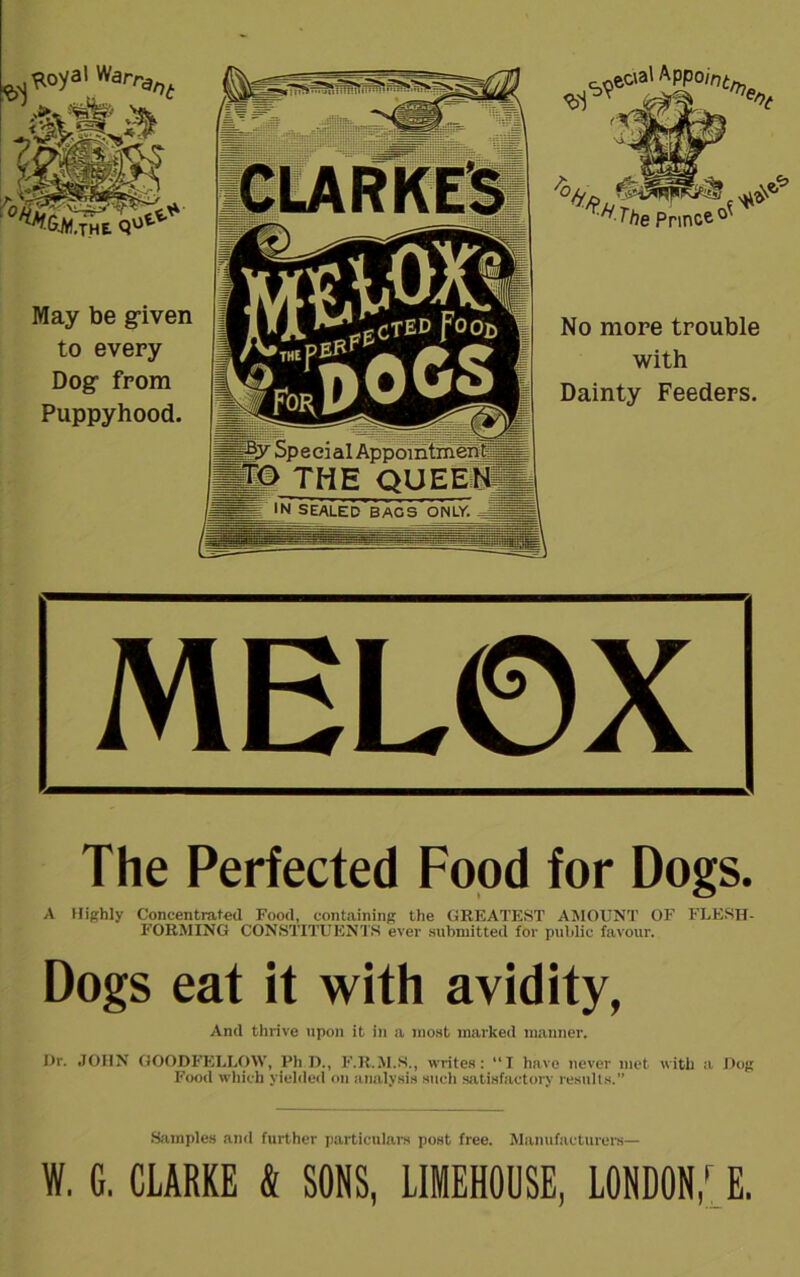 By Royal Warrant
To H.M.G.M. THE QUEEN
May be given
to every
Dog from
Puppyhood.
CLARKE'S
MELOX
THE PERFECTED FOOD
FOR DOGS
By Special Appointment
TO THE QUEEN
IN SEALED BAGS ONLY.
By Special Appointment
To H.R.H. The Prince of Wales
No more trouble
with
Dainty Feeders.
MELOX
The Perfected Food for Dogs.
A Highly Concentrated Food, containing the GREATEST AMOUNT OF FLESH-
FORMING CONSTITUENTS ever submitted for public favour.
Dogs eat it with avidity,
And thrive upon it in a most marked manner.
Dr. JOHN GOODFELLOW, Ph D., F.R.M.S., writes: "I have never met with a Dog
Food which yielded on analysis such satisfactory results."
Samples and further particulars post free. Manufacturers—
W. G. CLARKE & SONS, LIMEHOUSE, LONDON, E.